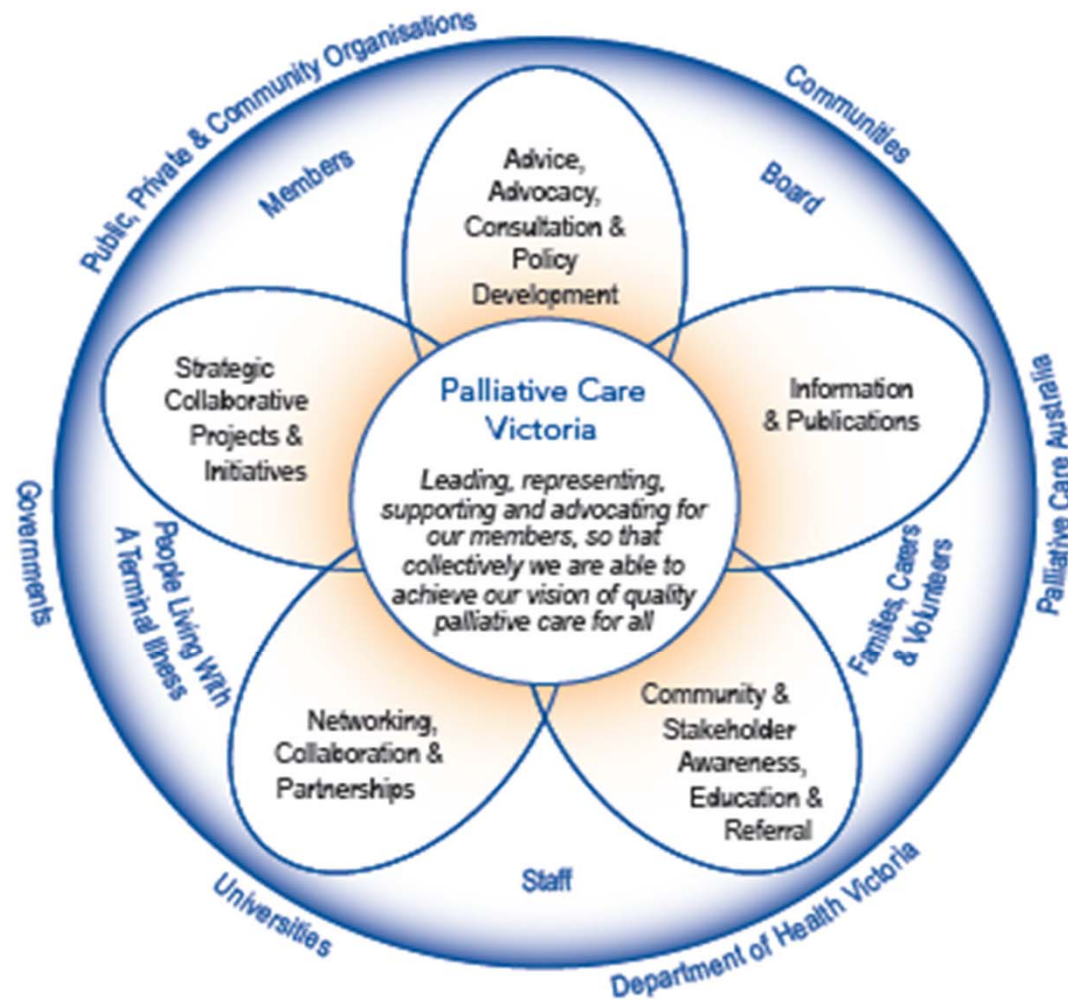 Public, Private & Community Organisations
Communities
Members
Board
Advice,
Advocacy,
Consultation &
Policy
Development
Strategic
Collaborative
Projects &
Initiatives
Information
& Publications
Palliative Care
Victoria
Leading, representing,
supporting and advocating for
our members, so that
collectively we are able to
achieve our vision of quality
palliative care for all
Palliative Care Australia
Governments
People Living With
A Terminal Illness
Families, Carers
& Volunteers
Networking,
Collaboration &
Partnerships
Community &
Stakeholder
Awareness,
Education &
Referral
Staff
Universities
Department of Health Victoria